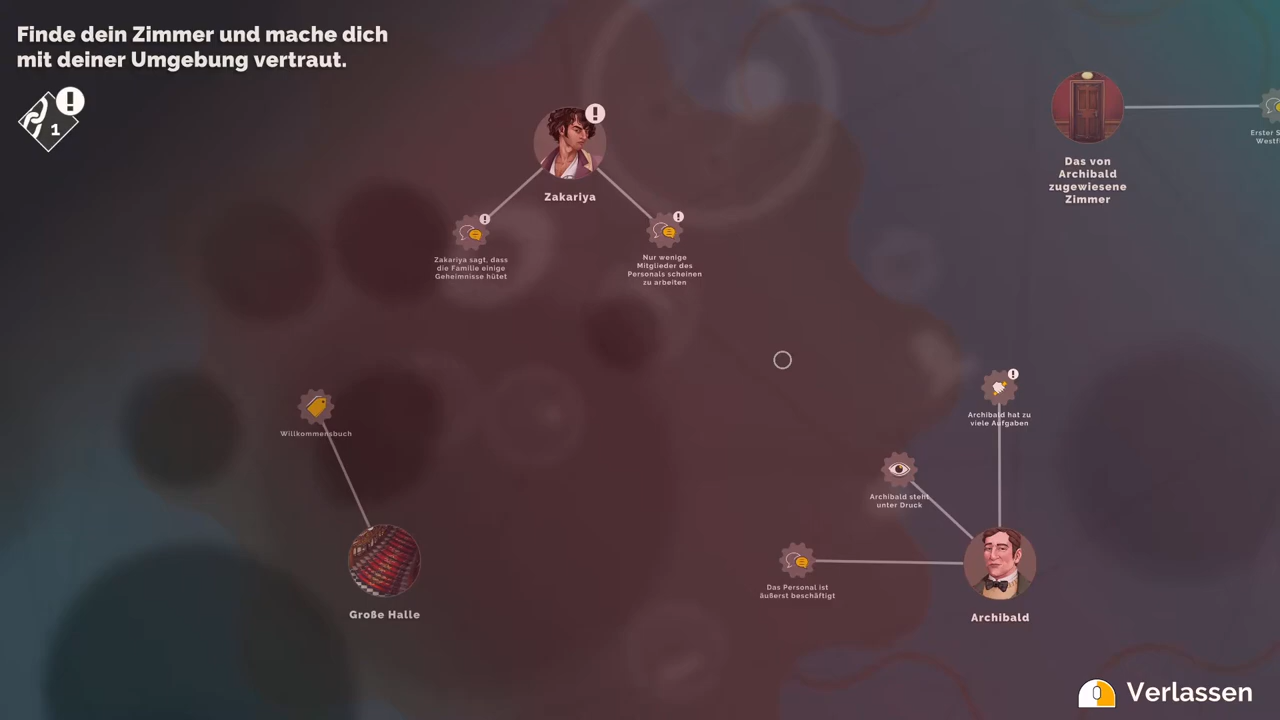 Finde dein Zimmer und mache dich
mit deiner Umgebung vertraut.
1
Zakariya
Zakariya sagt, dass
die Familie einige
Geheimnisse hütet
Nur wenige
Mitglieder des
Personals scheinen
zu arbeiten
Das von
Archibald
zugewiesene
Zimmer
Willkommensbuch
Große Halle
Archibald hat zu
viele Aufgaben
Archibald steht
unter Druck
Das Personal ist
äußerst beschäftigt
Archibald
Verlassen